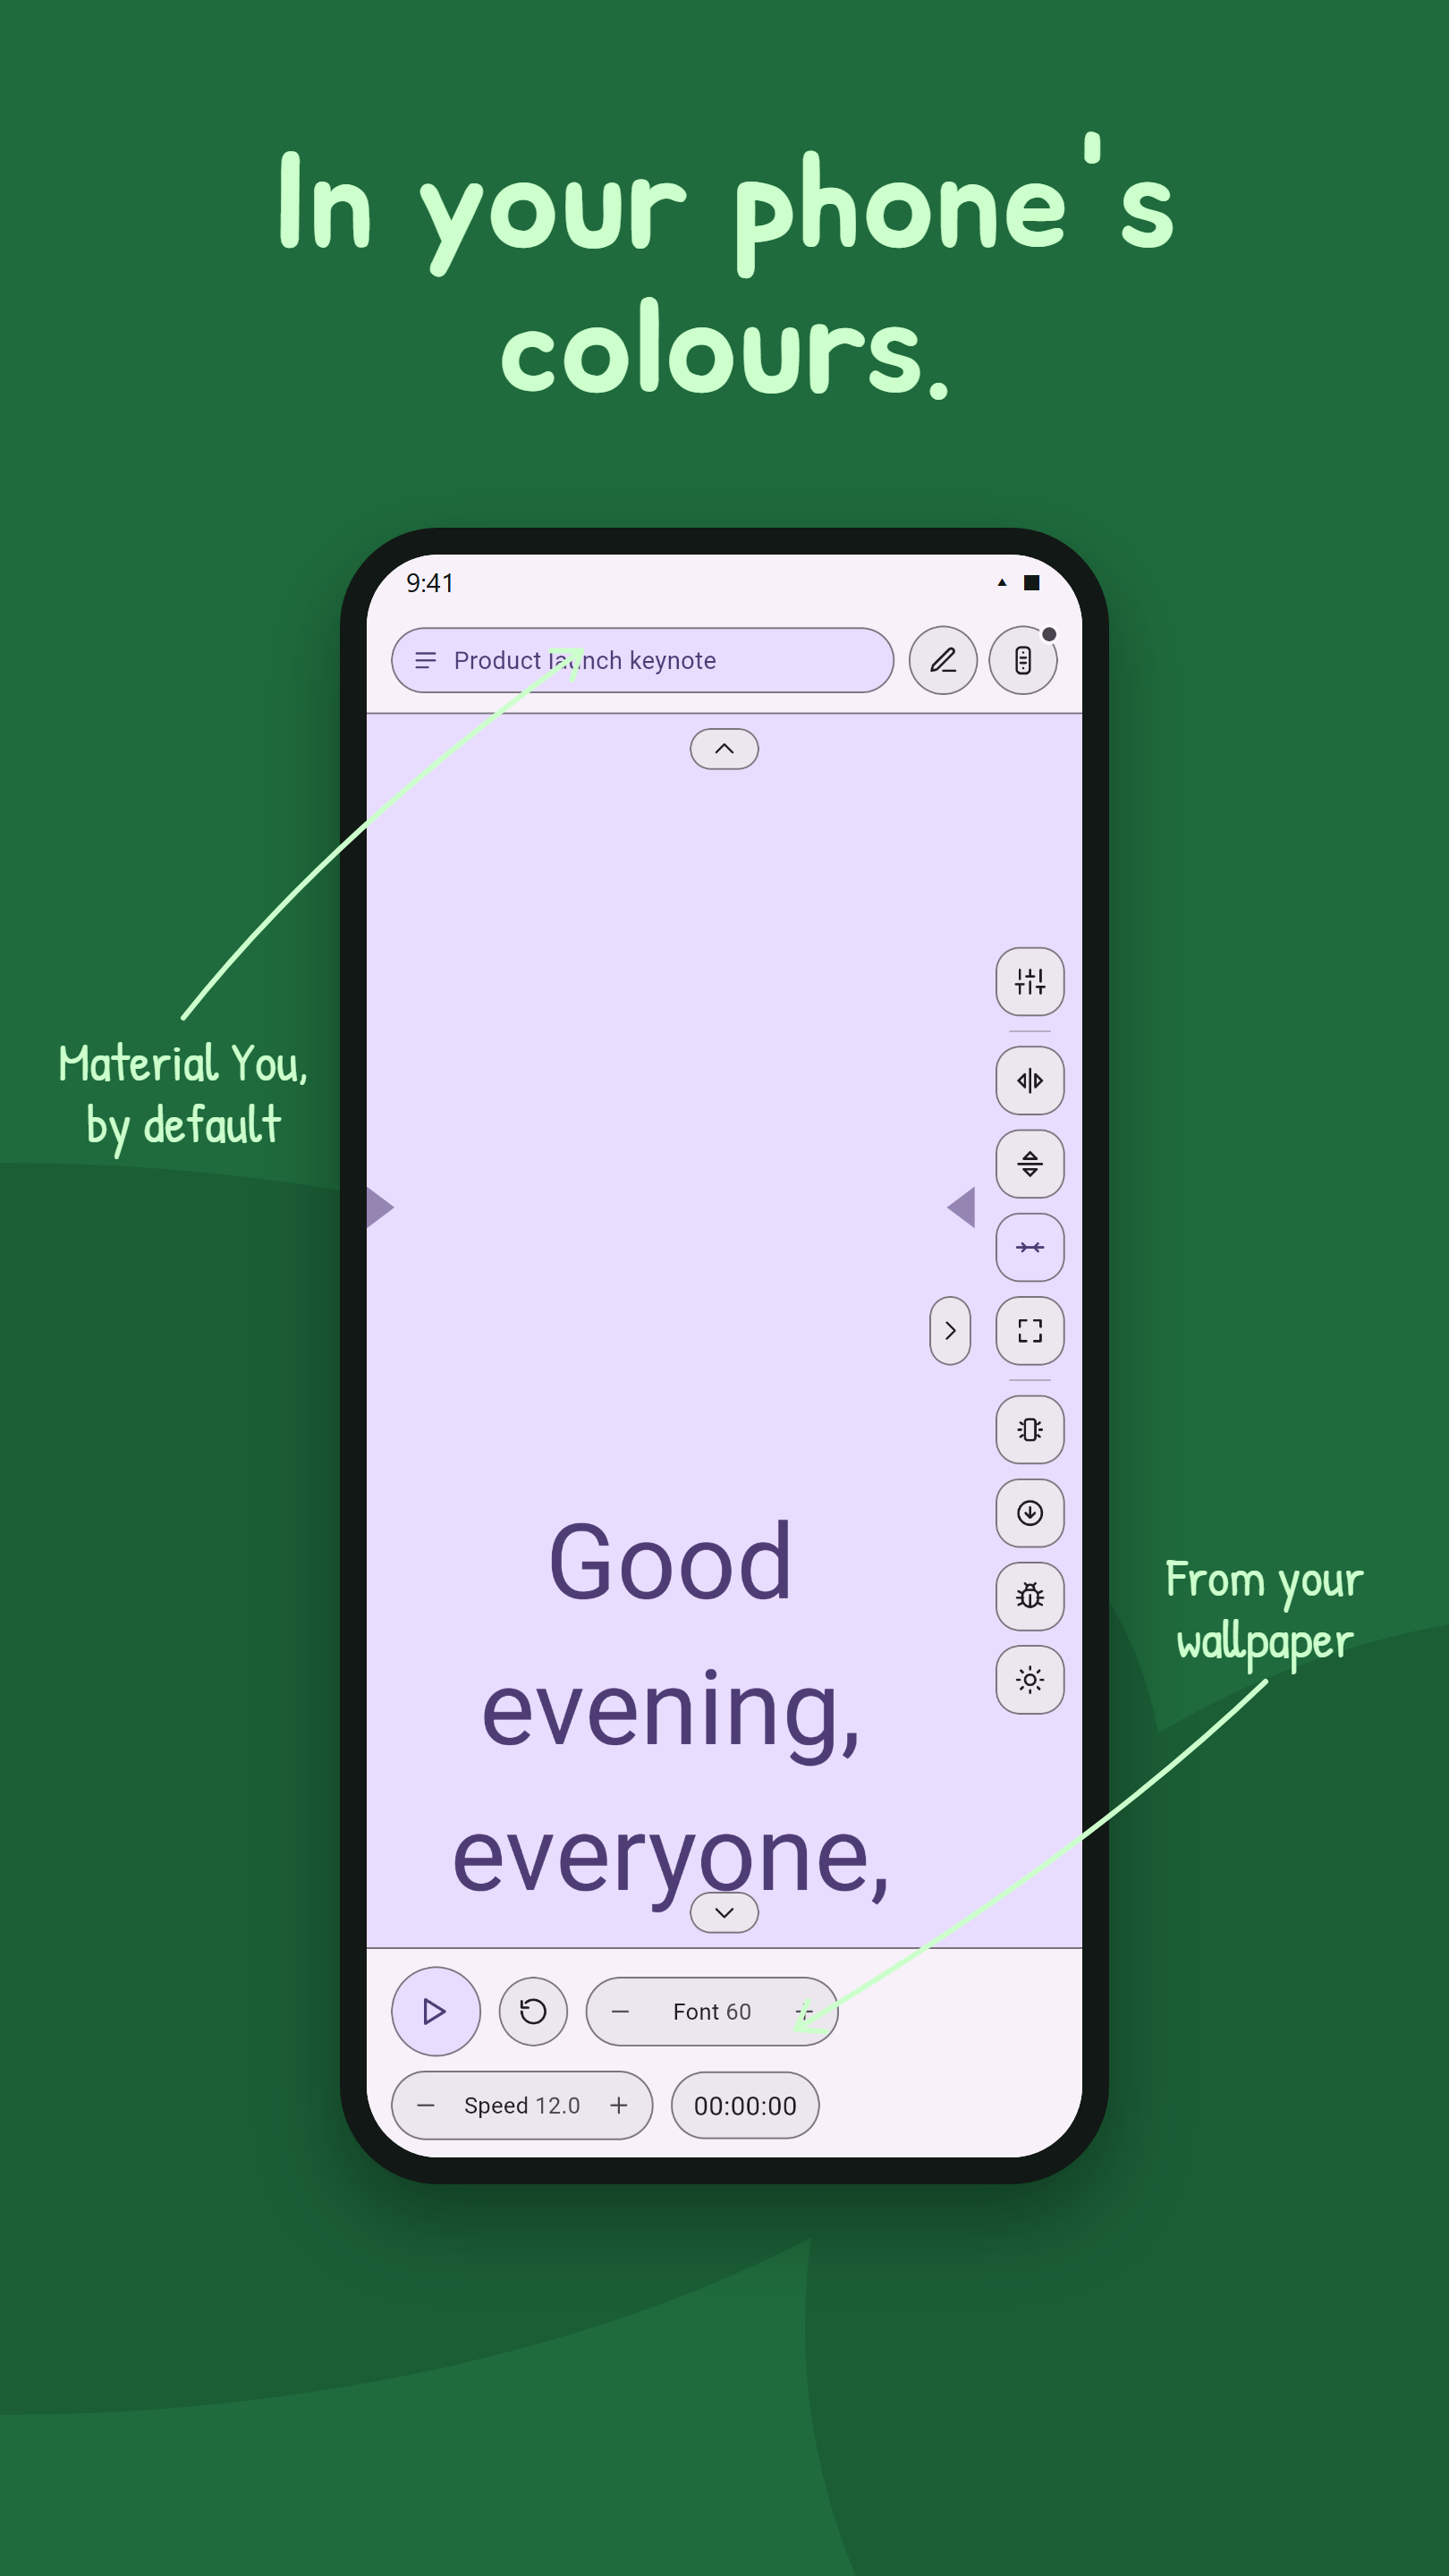 In your phone's
colours.
9:41
Product launch keynote
Material You,
by default
Good
evening,
everyone,
From your
wallpaper
Font 60
Speed 12.0
00:00:00